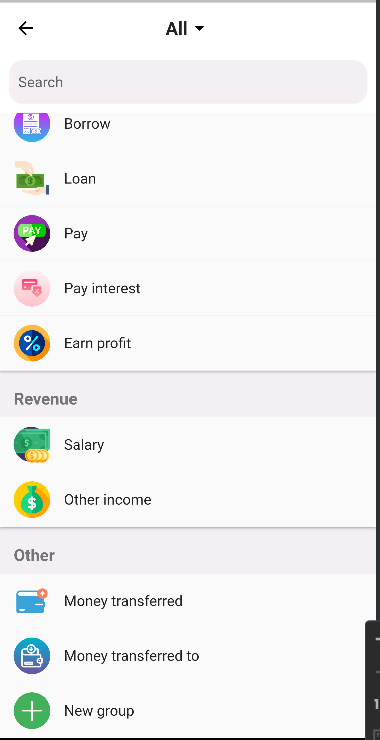 All
Search
Borrow
Loan
PAY
Pay
Pay interest
Earn profit
Revenue
Salary
Other income
Other
Money transferred
Money transferred to
New group